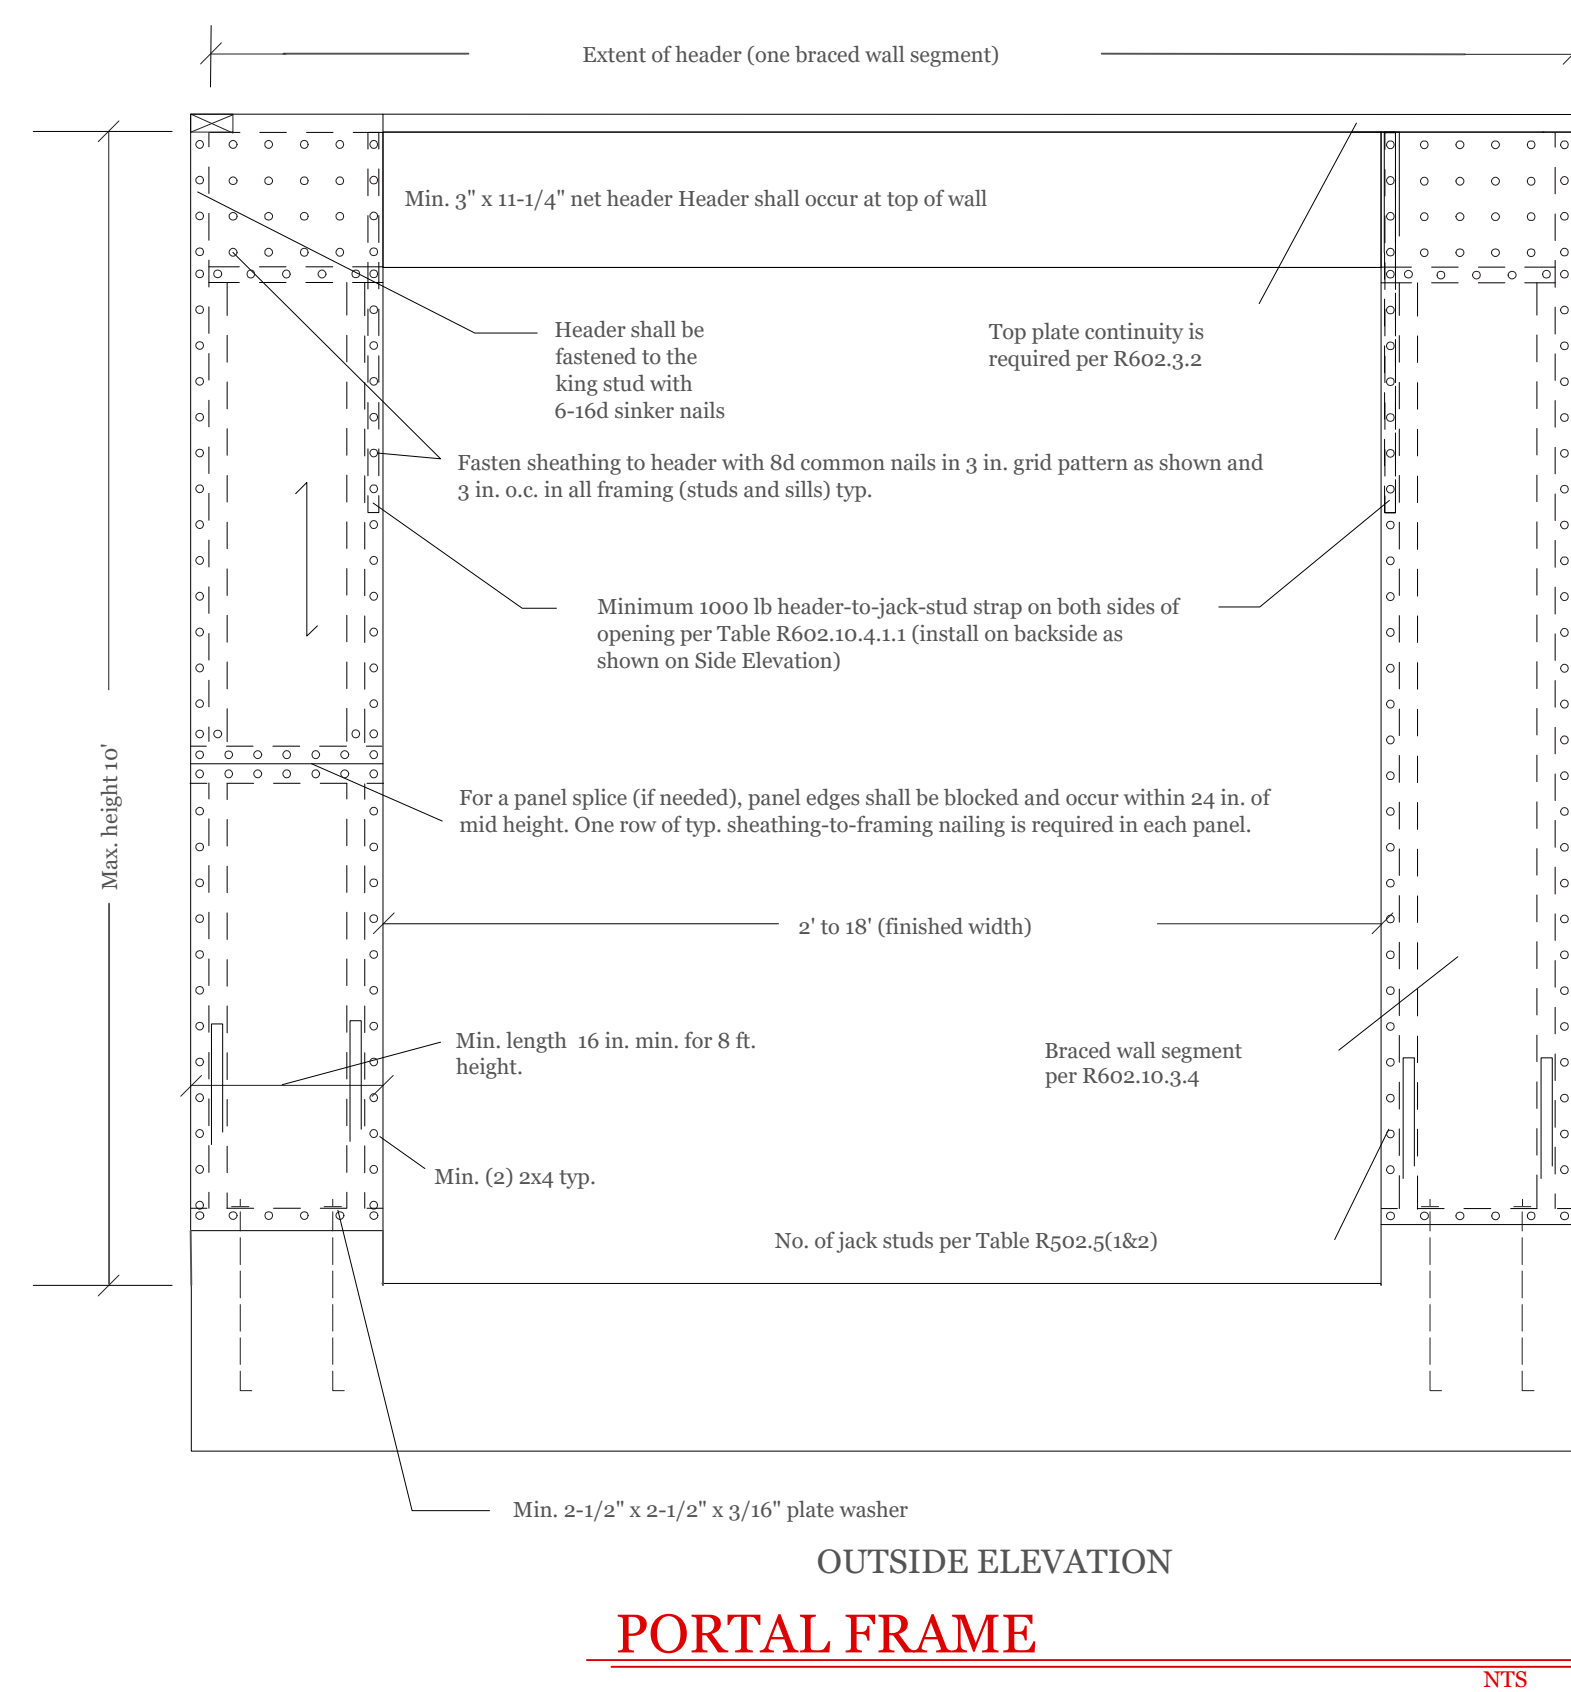 Extent of header (one braced wall segment)
Min. 3" x 11-1/4" net header Header shall occur at top of wall
Header shall be
fastened to the
king stud with
6-16d sinker nails
Top plate continuity is
required per R602.3.2
Fasten sheathing to header with 8d common nails in 3 in. grid pattern as shown and
3 in. o.c. in all framing (studs and sills) typ.
Minimum 1000 lb header-to-jack-stud strap on both sides of
opening per Table R602.10.4.1.1 (install on backside as
shown on Side Elevation)
Max. height 10'
For a panel splice (if needed), panel edges shall be blocked and occur within 24 in. of
mid height. One row of typ. sheathing-to-framing nailing is required in each panel.
2' to 18' (finished width)
Min. length 16 in. min. for 8 ft.
height.
Braced wall segment
per R602.10.3.4
Min. (2) 2x4 typ.
No. of jack studs per Table R502.5(1&2)
Min. 2-1/2" x 2-1/2" x 3/16" plate washer
OUTSIDE ELEVATION
PORTAL FRAME
NTS